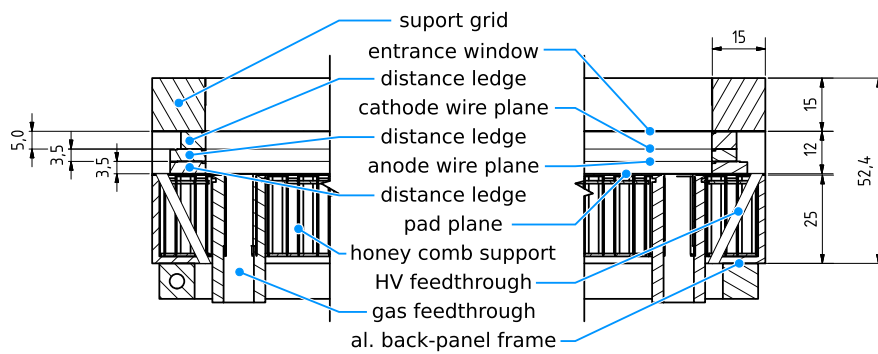 suport grid
entrance window
distance ledge
cathode wire plane
distance ledge
anode wire plane
distance ledge
pad plane
honey comb support
HV feedthrough
gas feedthrough
al. back-panel frame
5,0
3,5
3,5
15
15
12
25
52,4